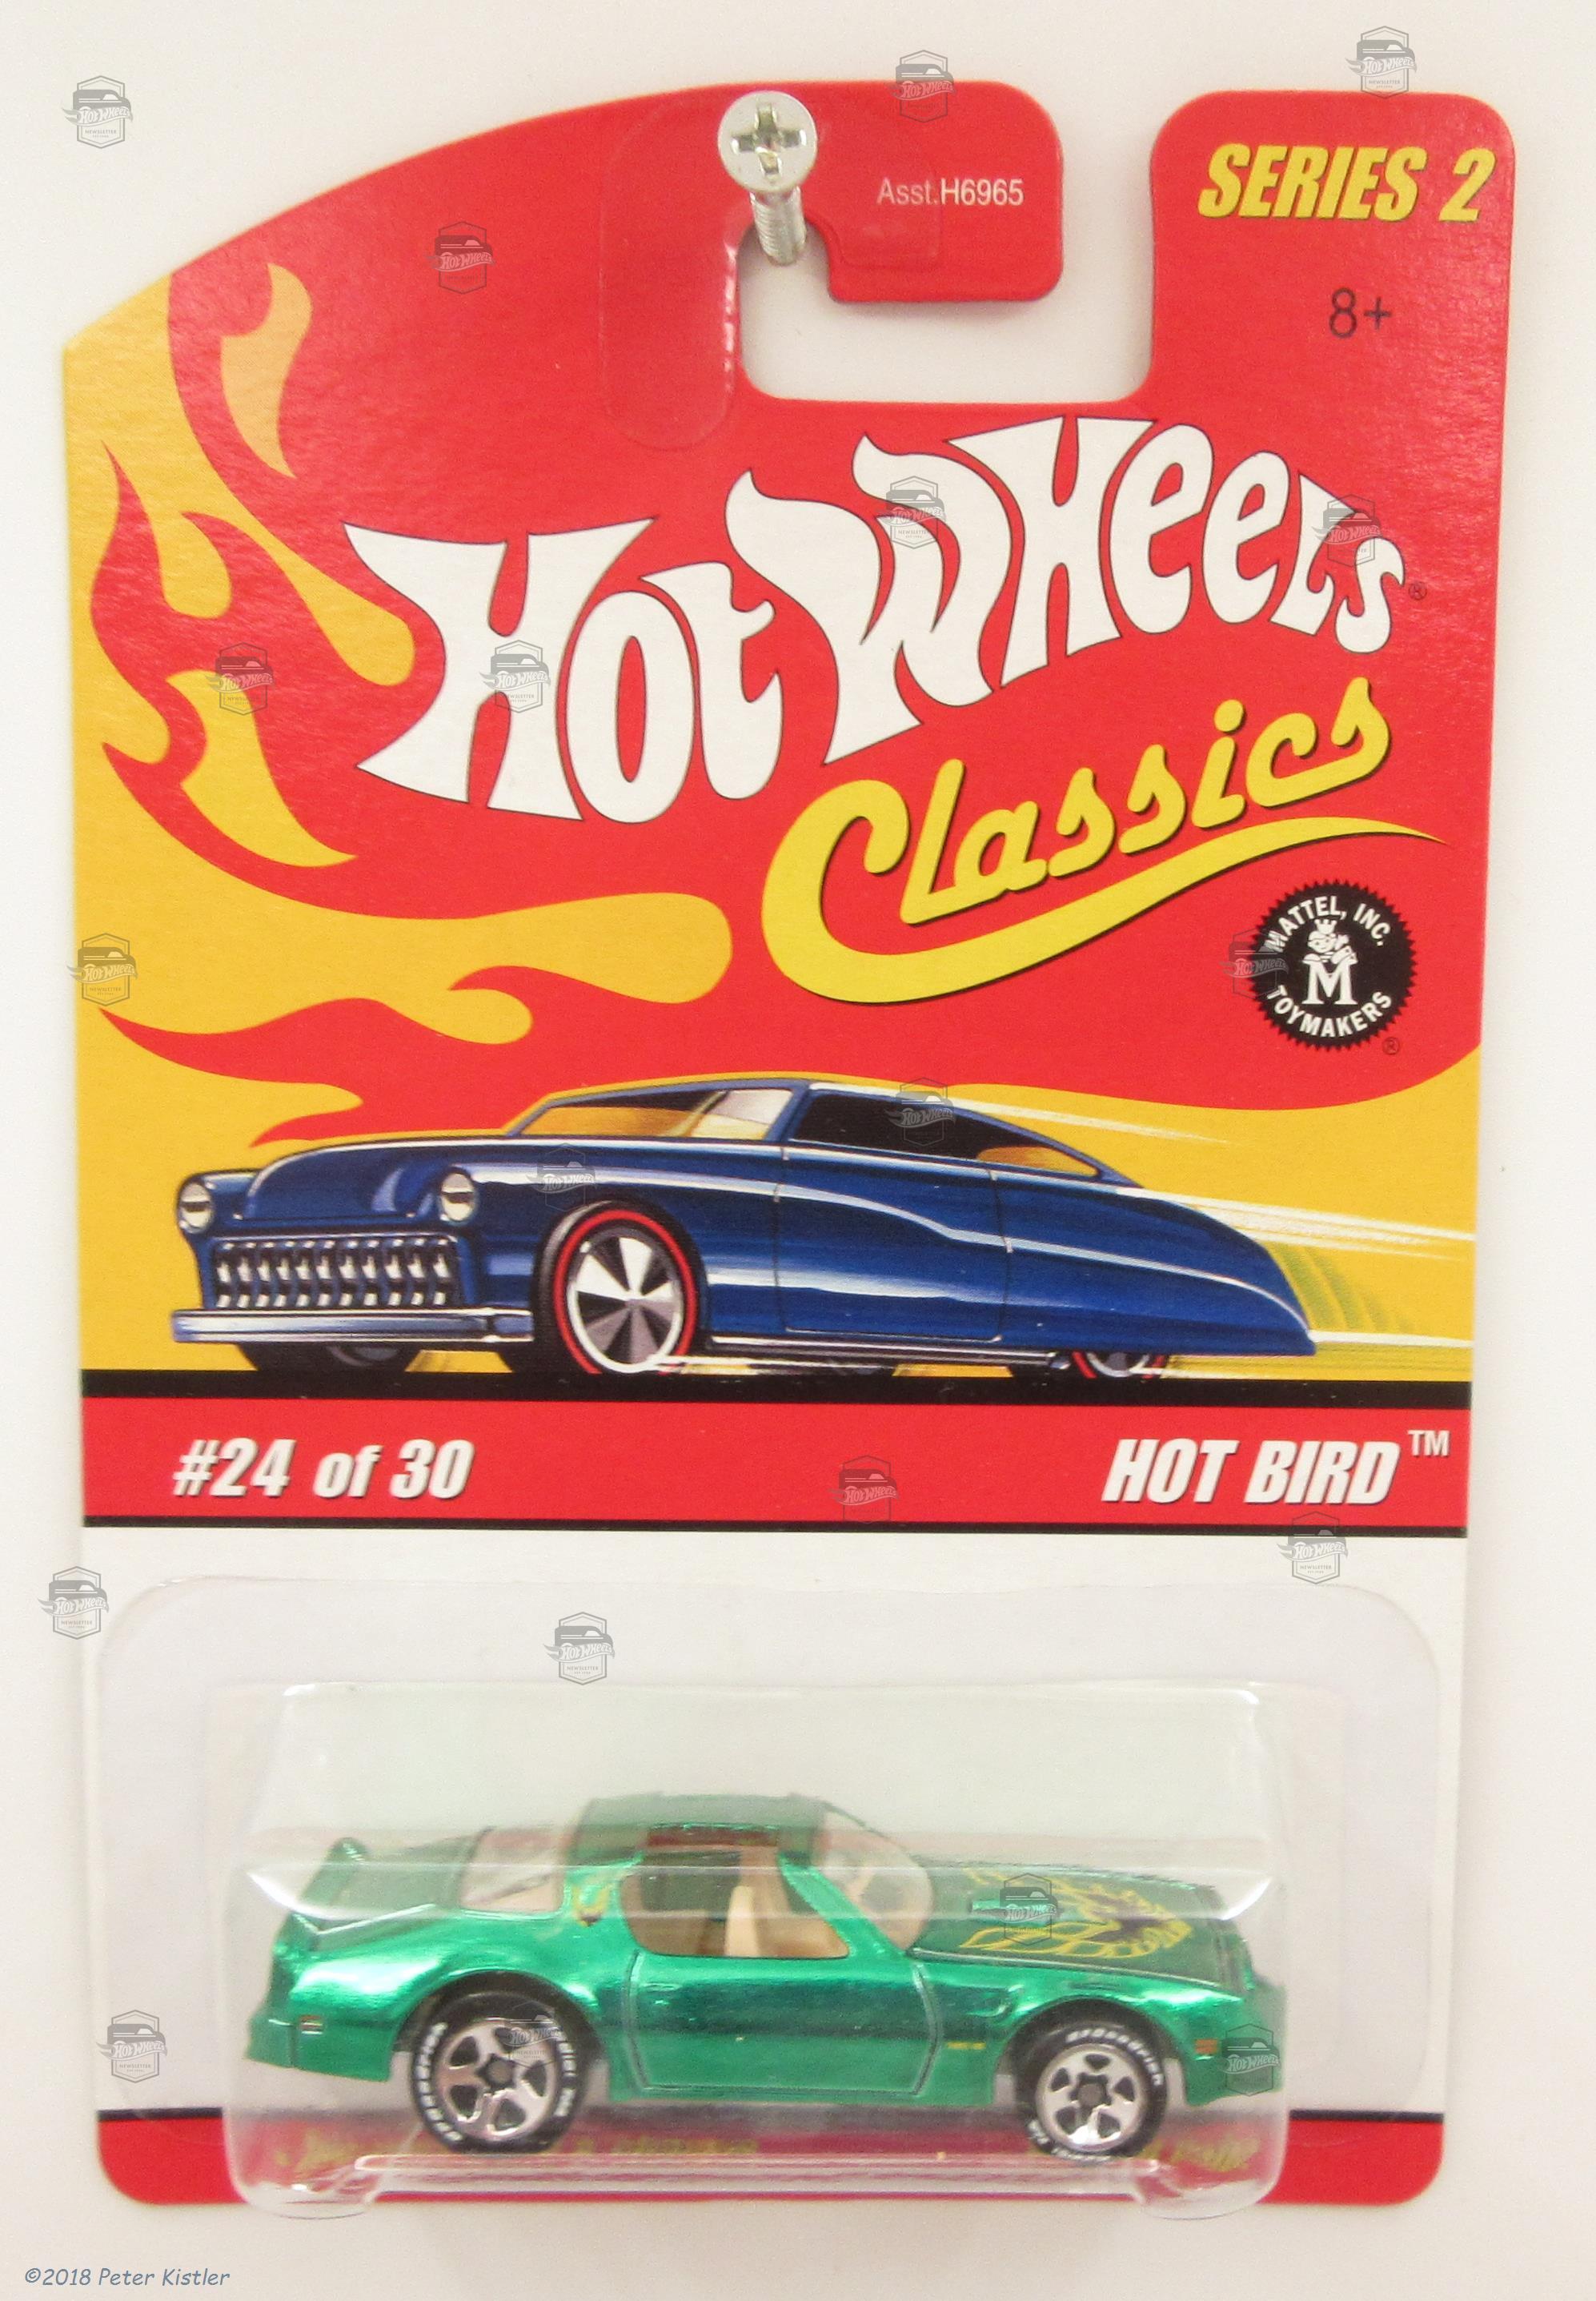 SERIES 2
Asst.H6965
8+
Hot Wheels®
Classics
MATTEL, INC.
M
TOYMAKERS
®
#24 of 30
HOT BIRD™
©2018 Peter Kistler